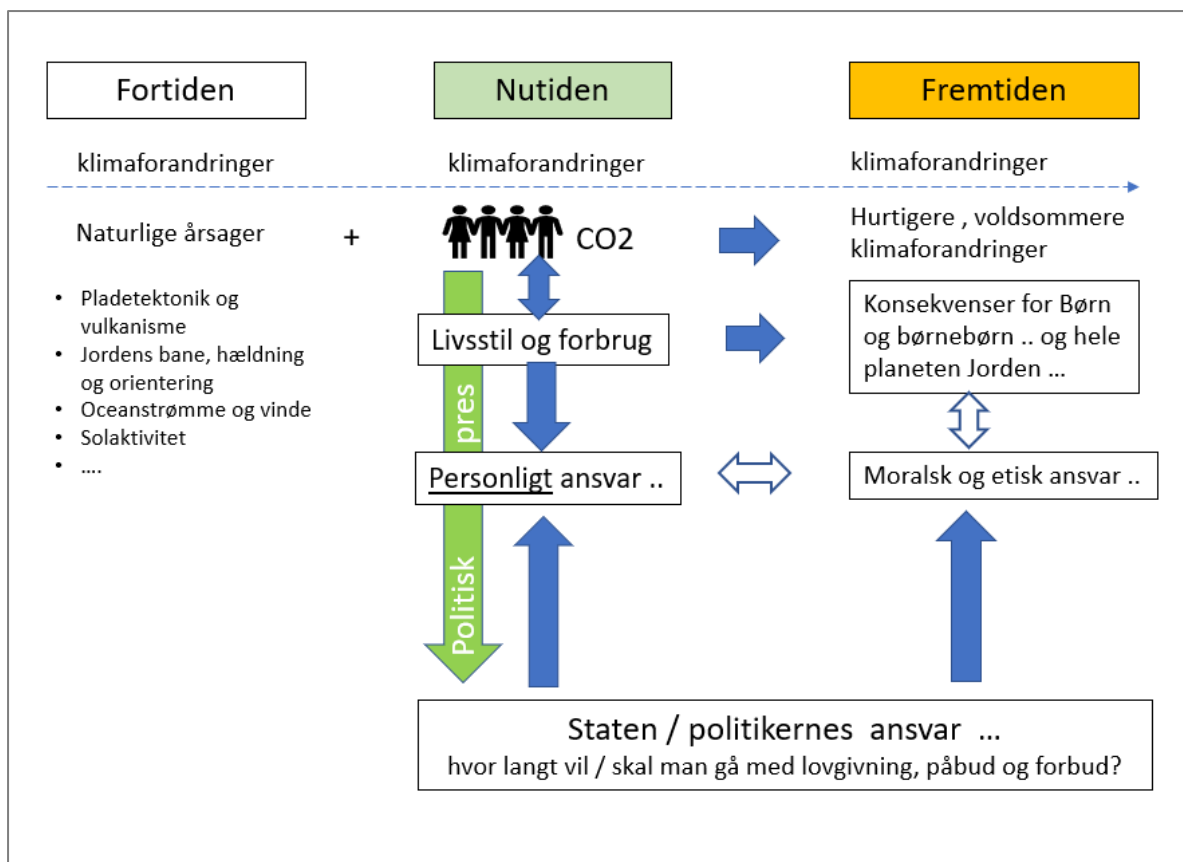 Fortiden
Nutiden
Fremtiden
klimaforandringer
klimaforandringer
klimaforandringer
Naturlige årsager
+
CO2
Hurtigere , voldsommere
klimaforandringer
• Pladetektonik og
vulkanisme
• Jordens bane, hældning
og orientering
• Oceanstrømme og vinde
• Solaktivitet
• ....
Livsstil og forbrug
Konsekvenser for Børn
og børnebørn .. og hele
planeten Jorden ...
Politisk pres
Personligt ansvar ..
Moralsk og etisk ansvar ..
Staten / politikernes ansvar ...
hvor langt vil / skal man gå med lovgivning, påbud og forbud?